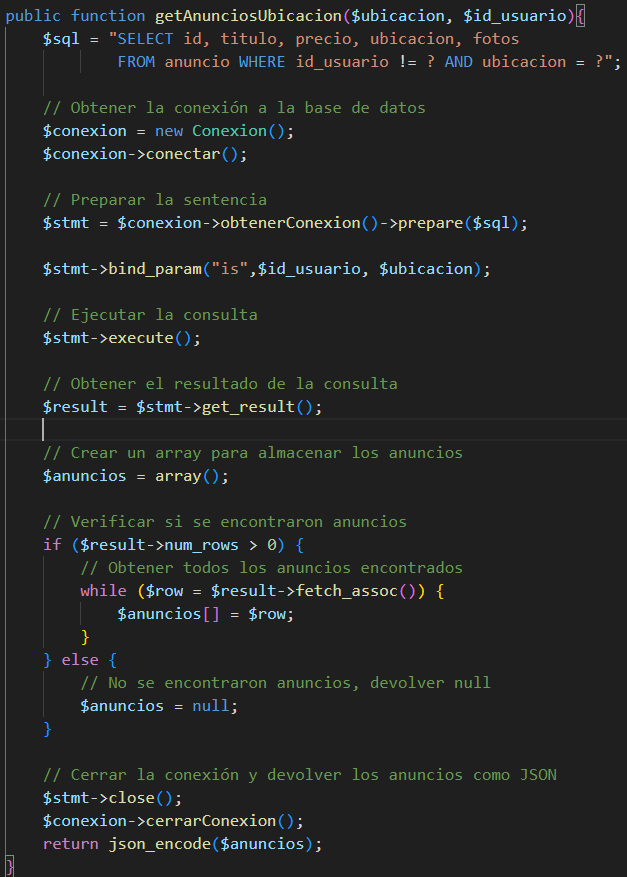 public function getAnunciosUbicacion($ubicacion, $id_usuario){
$sql = "SELECT id, titulo, precio, ubicacion, fotos
FROM anuncio WHERE id_usuario != ? AND ubicacion = ?";
// Obtener la conexión a la base de datos
$conexion = new Conexion();
$conexion->conectar();
// Preparar la sentencia
$stmt = $conexion->obtenerConexion()->prepare($sql);
$stmt->bind_param("is",$id_usuario, $ubicacion);
// Ejecutar la consulta
$stmt->execute();
// Obtener el resultado de la consulta
$result = $stmt->get_result();
// Crear un array para almacenar los anuncios
$anuncios = array();
// Verificar si se encontraron anuncios
if ($result->num_rows > 0) {
// Obtener todos los anuncios encontrados
while ($row = $result->fetch_assoc()) {
$anuncios[] = $row;
}
} else {
// No se encontraron anuncios, devolver null
$anuncios = null;
}
// Cerrar la conexión y devolver los anuncios como JSON
$stmt->close();
$conexion->cerrarConexion();
return json_encode($anuncios);
}